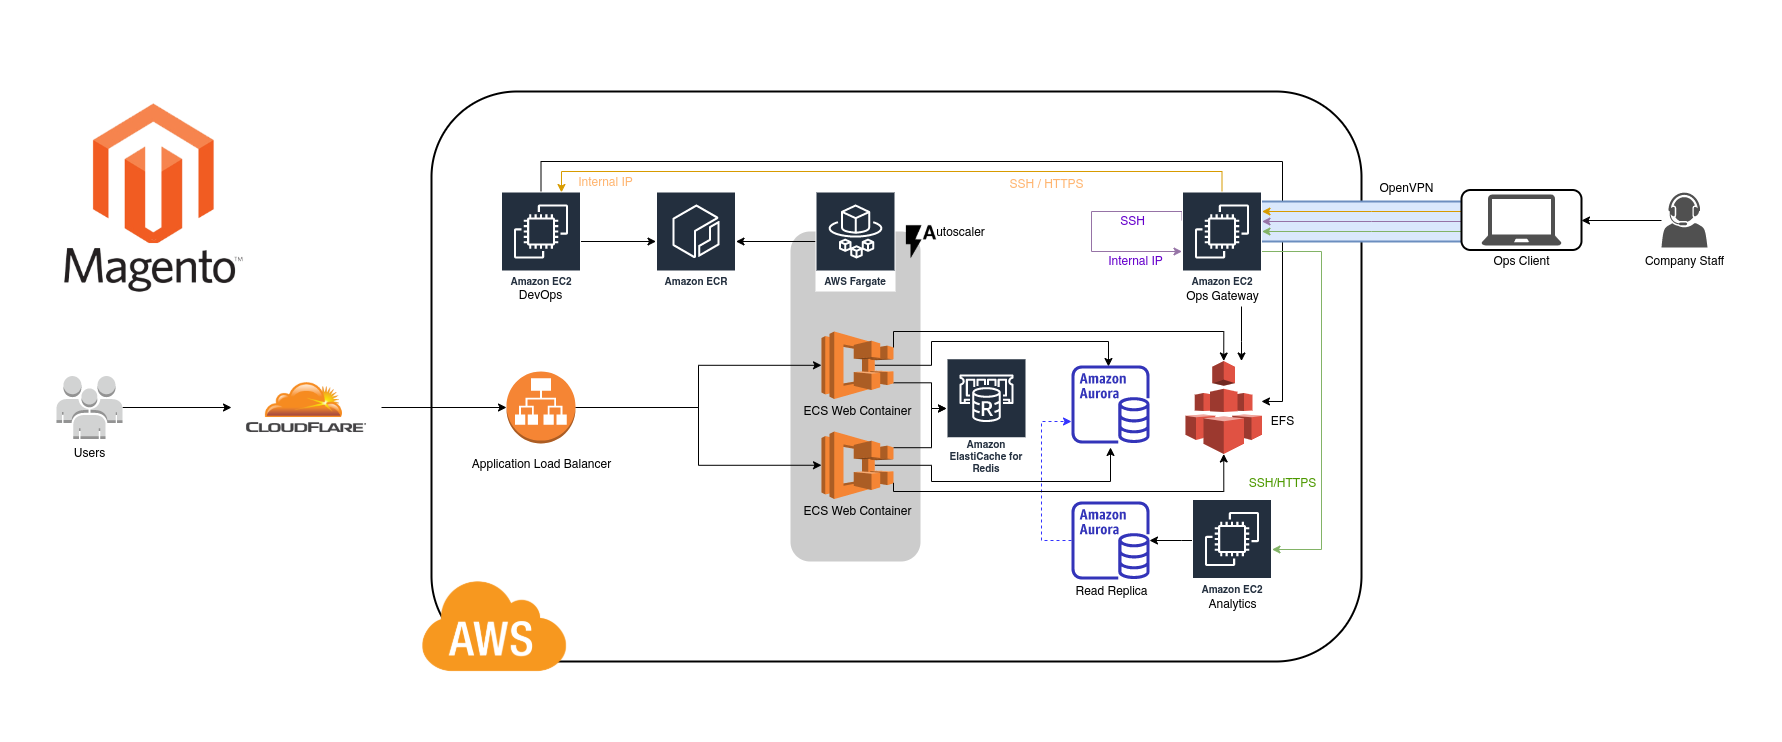 Magento™
Users
CLOUDFLARE
AWS
Application Load Balancer
Internal IP
SSH / HTTPS
Amazon EC2
DevOps
Amazon ECR
AWS Fargate
Autoscaler
ECS Web Container
ECS Web Container
R
Amazon
ElastiCache for
Redis
Amazon
Aurora
Amazon
Aurora
Read Replica
SSH
Internal IP
Amazon EC2
Ops Gateway
EFS
SSH/HTTPS
Amazon EC2
Analytics
OpenVPN
Ops Client
Company Staff